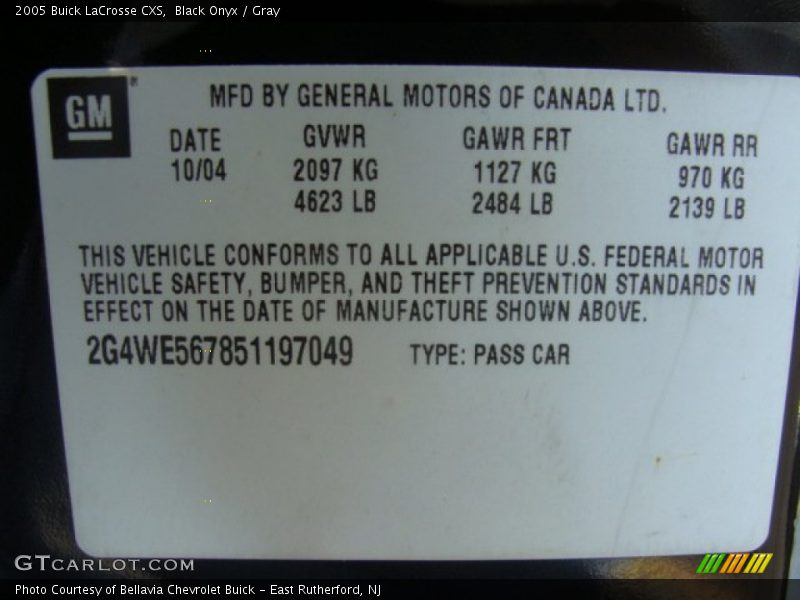 2005 Buick LaCrosse CXS,  Black Onyx / Gray
GM ®
MFD BY GENERAL MOTORS OF CANADA LTD.
DATE GVWR GAWR FRT GAWR RR
10/04 2097 KG 1127 KG 970 KG
4623 LB 2484 LB 2139 LB
THIS VEHICLE CONFORMS TO ALL APPLICABLE U.S. FEDERAL MOTOR
VEHICLE SAFETY, BUMPER, AND THEFT PREVENTION STANDARDS IN
EFFECT ON THE DATE OF MANUFACTURE SHOWN ABOVE.
2G4WE567851197049 TYPE: PASS CAR
GTCARLOT.COM
Photo Courtesy of Bellavia Chevrolet Buick - East Rutherford, NJ